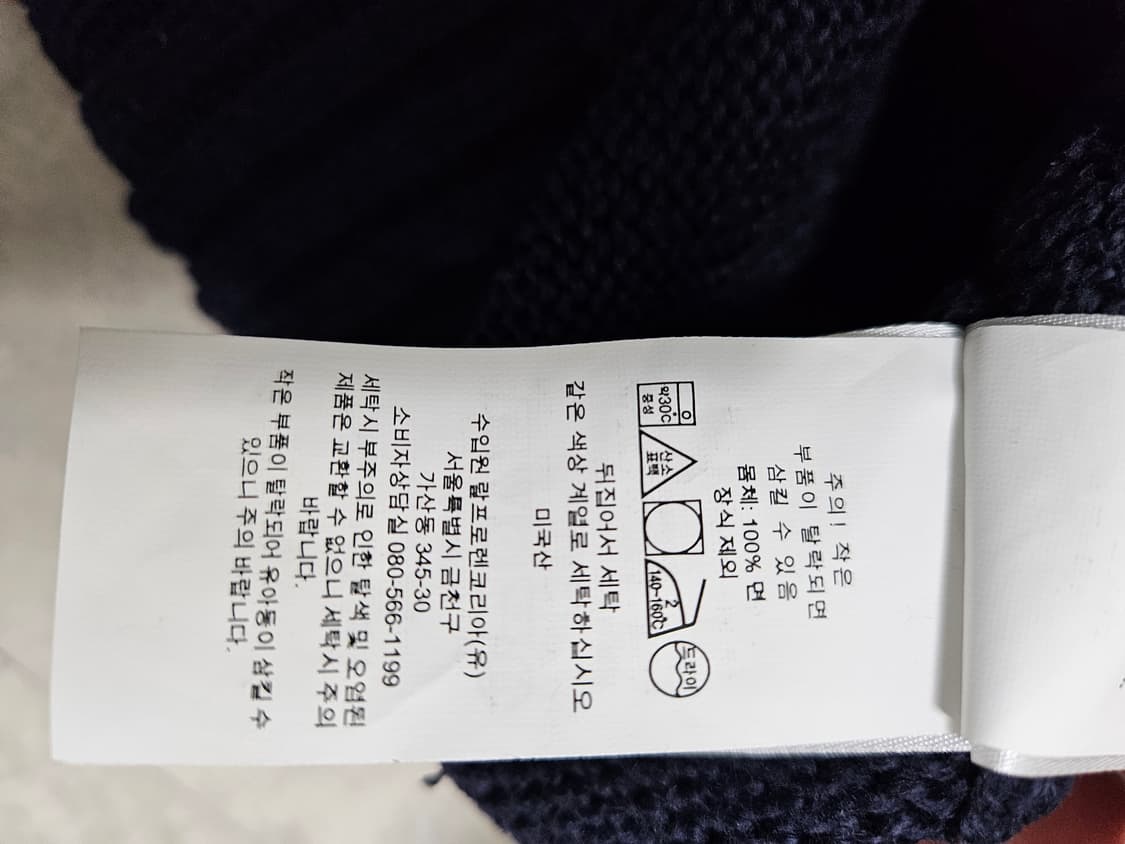 주의! 작은
부품이 탈락되면
삼킬 수 있음
몸체: 100% 면
장식 제외
약30℃
중성
산소
표백
2
140~160℃
드라이
뒤집어서 세탁
같은 색상 계열로 세탁하십시오
미국산
수입원 랄프로렌코리아(유)
서울특별시 금천구
가산동 345-30
소비자상담실 080-566-1199
세탁시 부주의로 인한 탈색 및 오염된
제품은 교환할 수 없으니 세탁시 주의
바랍니다.
작은 부품이 탈락되어 유아동이 삼킬 수
있으니 주의 바랍니다.